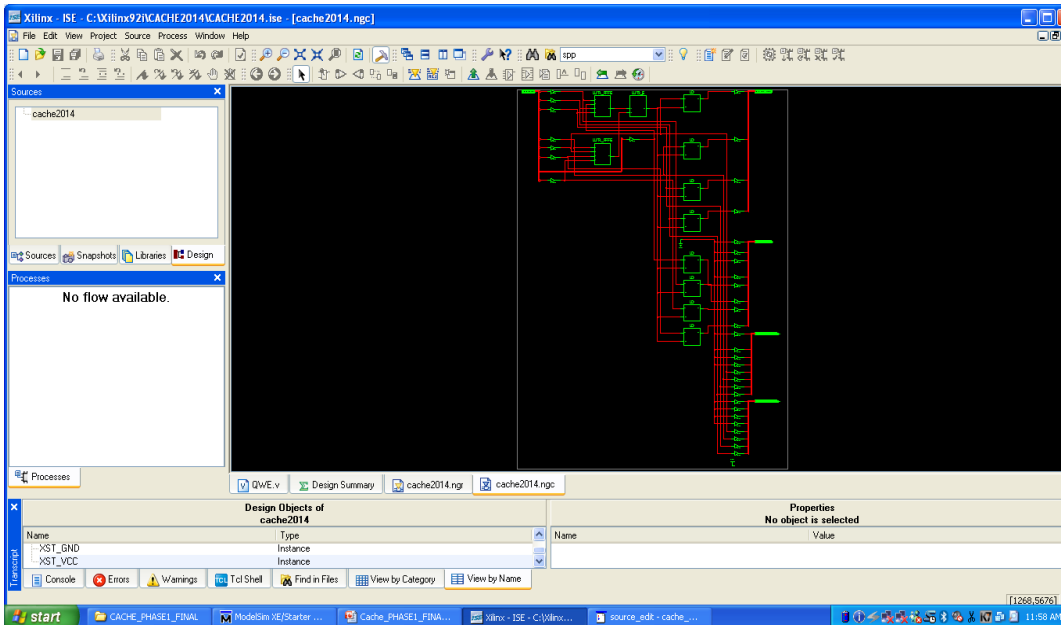 Xilinx - ISE - C:\Xilinx92i\CACHE2014\CACHE2014.ise - [cache2014.ngc]
File Edit View Project Source Process Window Help
spp
Sources
cache2014
Sources Snapshots Libraries Design
Processes
No flow available.
Processes
QWE.v Design Summary cache2014.ngr cache2014.ngc
Design Objects of
cache2014
Properties
No object is selected
Name Type Name Value
XST_GND Instance
XST_VCC Instance
Transcript
Console Errors Warnings Tcl Shell Find in Files View by Category View by Name
[1268,5676]
start CACHE_PHASE1_FINAL ModelSim XE/Starter ... Cache_PHASE1_FINA... Xilinx - ISE - C:\Xilinx... source_edit - cache_... 11:58 AM